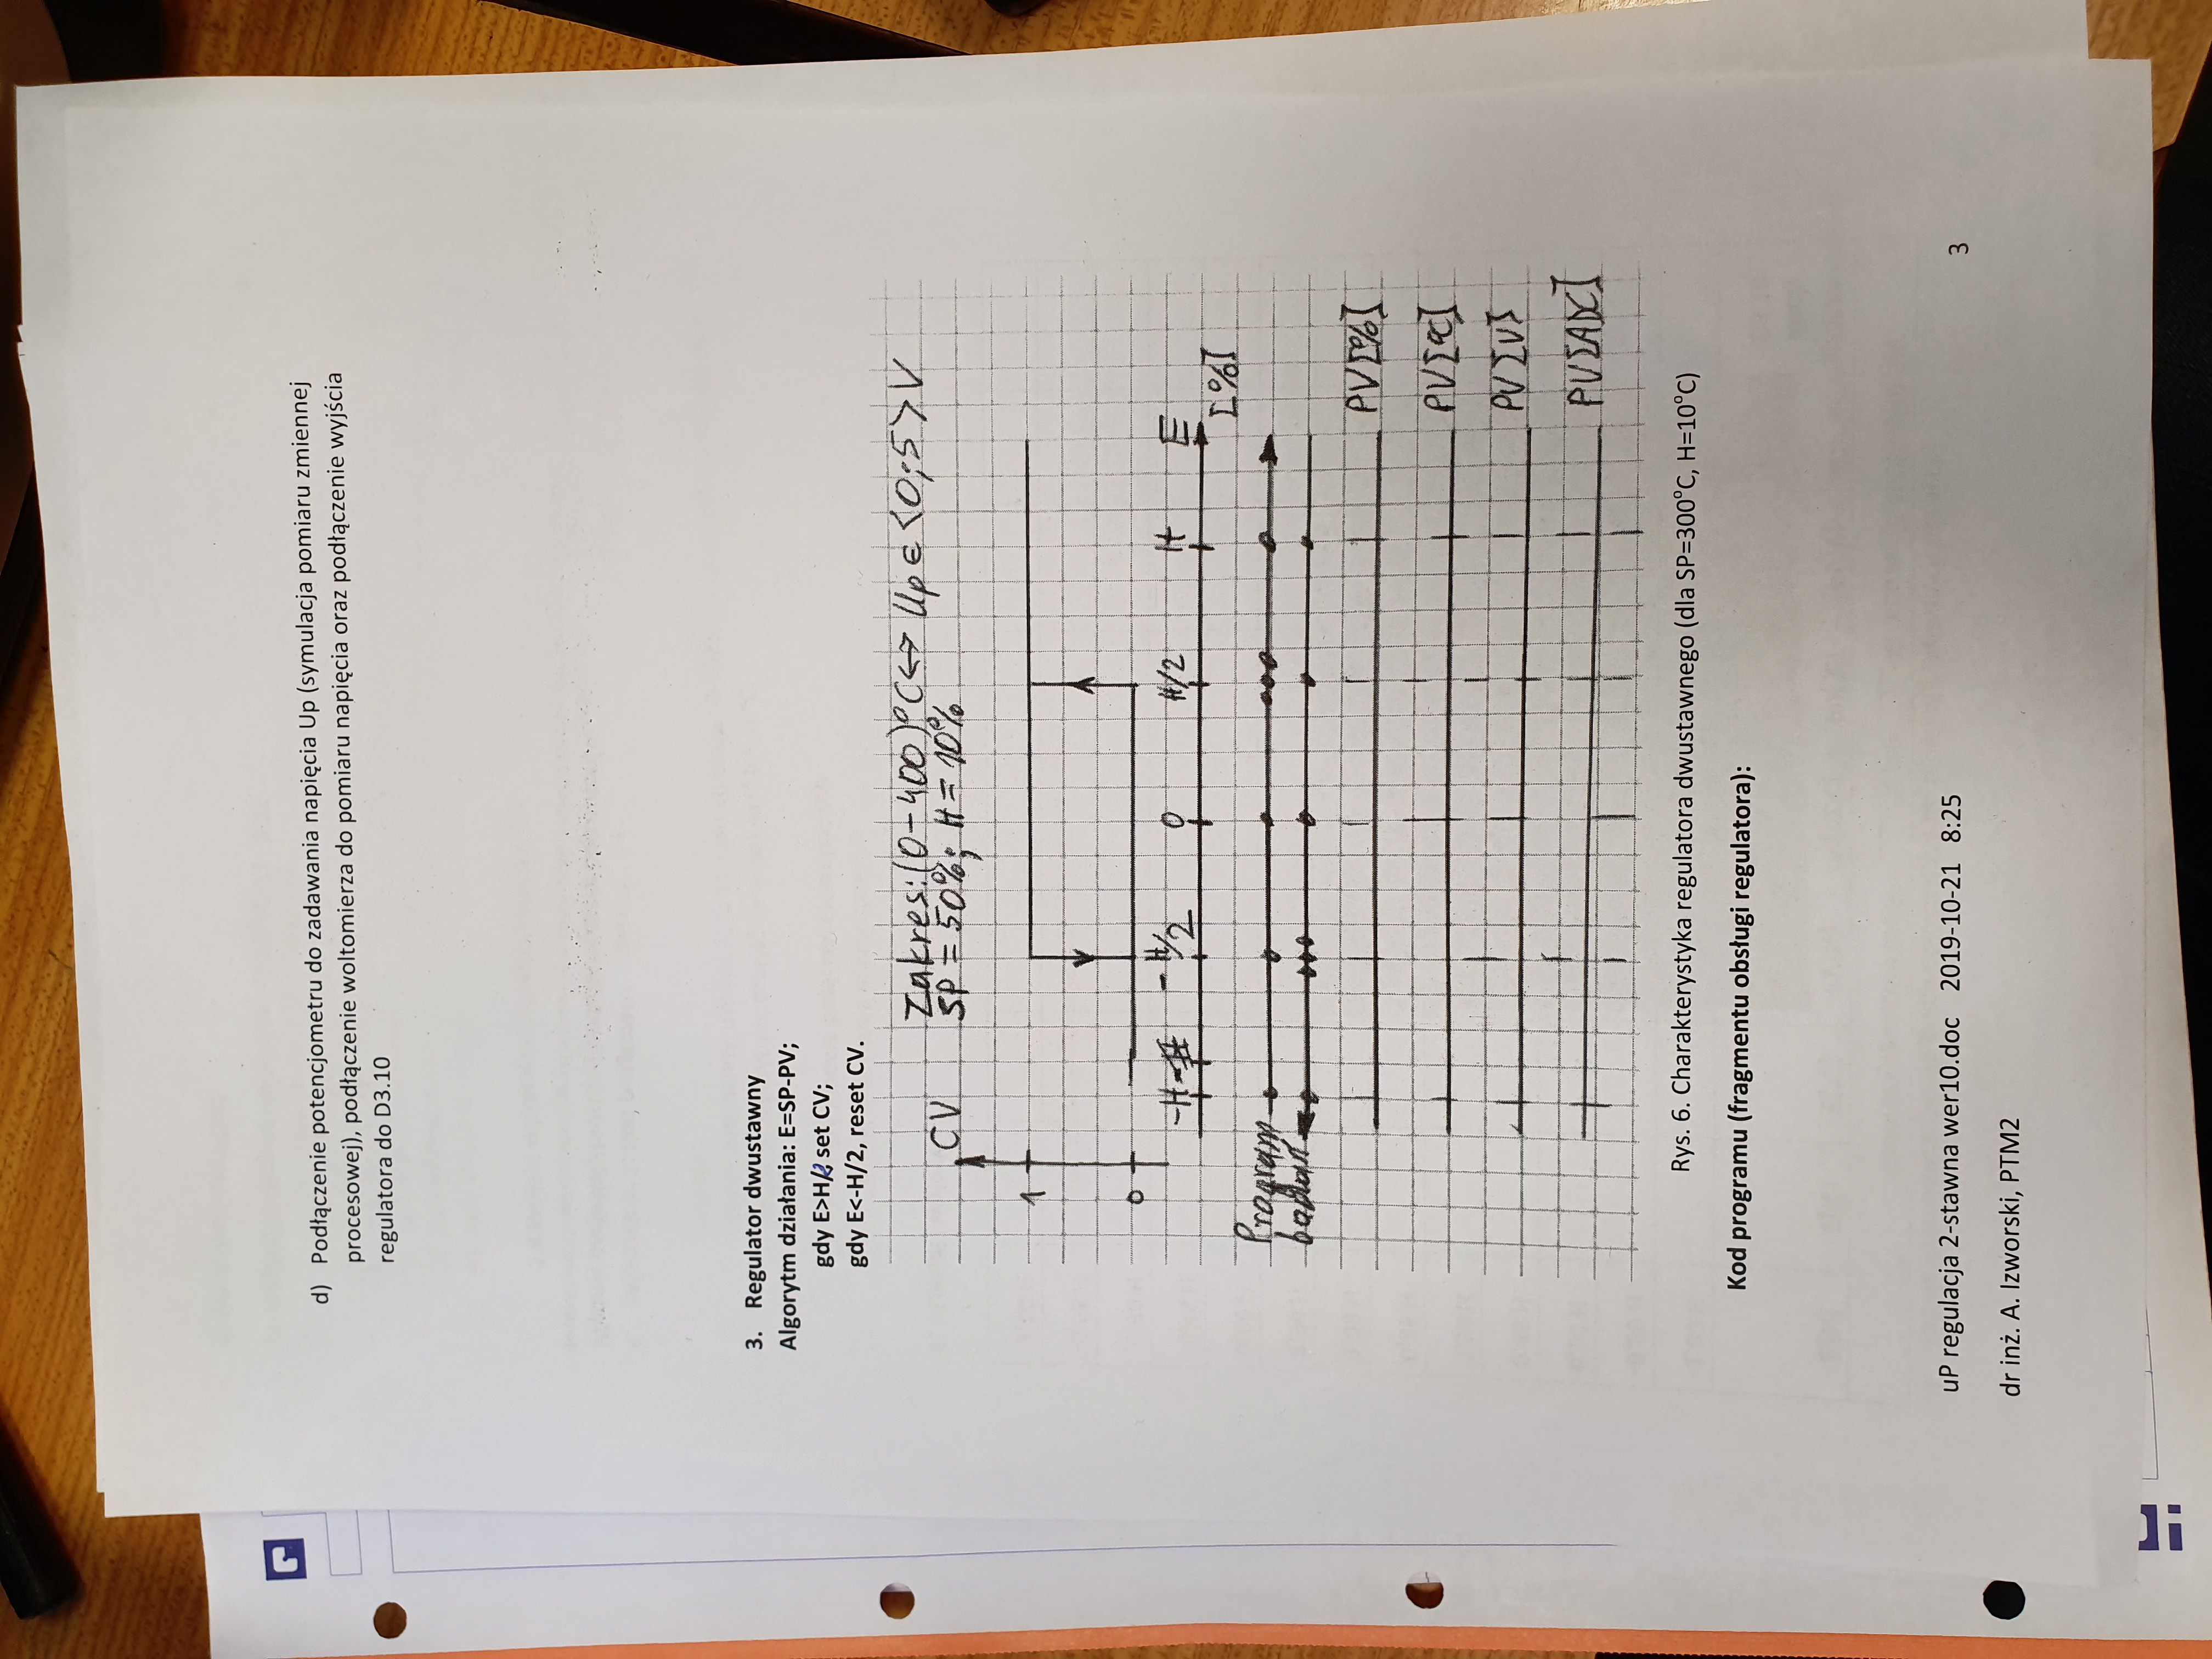 d) Podłączenie potencjometru do zadawania napięcia Up (symulacja pomiaru zmiennej
procesowej), podłączenie woltomierza do pomiaru napięcia oraz podłączenie wyjścia
regulatora do D3.10
3. Regulator dwustawny
Algorytm działania: E=SP-PV;
gdy E>H/2, set CV;
gdy E<-H/2, reset CV.
Zakres: (0-400)°C <-> Up ∈ <0;5> V
SP = 50%; H = 10%
CV
1
0
-H -H/2 0 H/2 H E
[%]
Program
badań
PV [%]
PV [°C]
PV [V]
PV [ADC]
Rys. 6. Charakterystyka regulatora dwustawnego (dla SP=300°C, H=10°C)
Kod programu (fragmentu obsługi regulatora):
uP regulacja 2-stawna wer10.doc 2019-10-21 8:25
3
dr inż. A. Izworski, PTM2